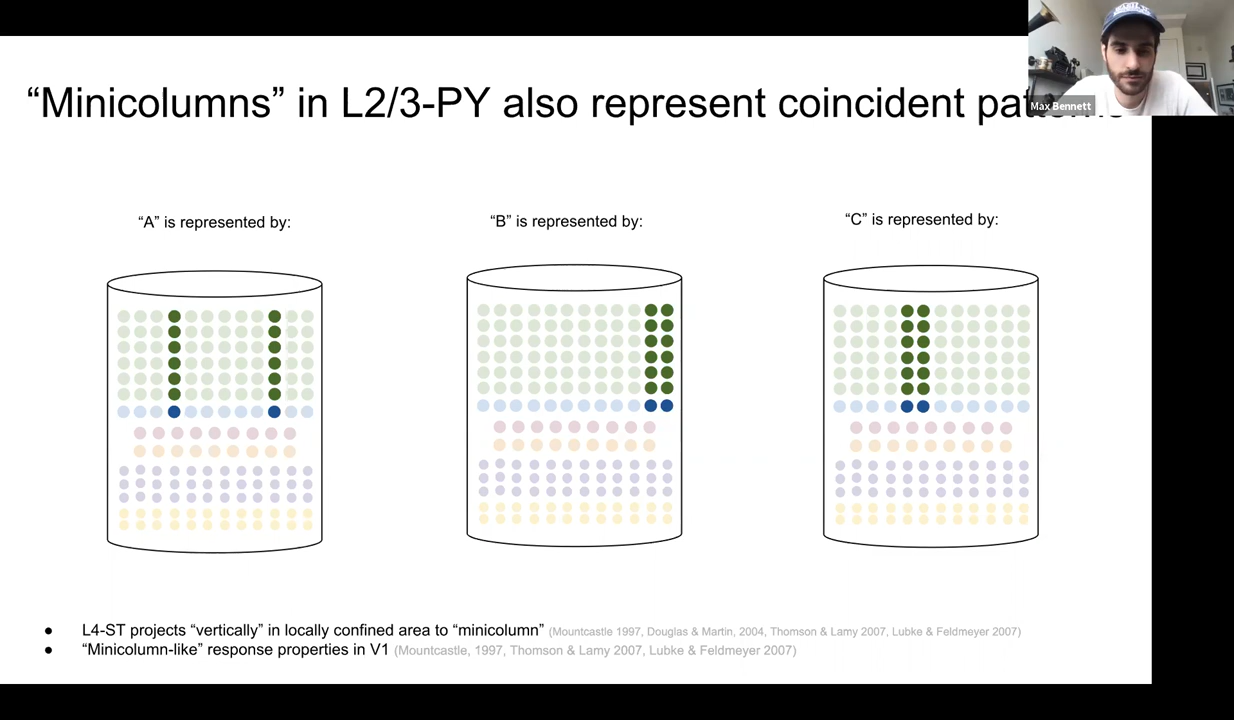 “Minicolumns” in L2/3-PY also represent coincident
Max Bennett
“A” is represented by:
“B” is represented by:
“C” is represented by:
● L4-ST projects “vertically” in locally confined area to “minicolumn” (Mountcastle 1997, Douglas & Martin, 2004, Thomson & Lamy 2007, Lubke & Feldmeyer 2007)
● “Minicolumn-like” response properties in V1 (Mountcastle, 1997, Thomson & Lamy 2007, Lubke & Feldmeyer 2007)